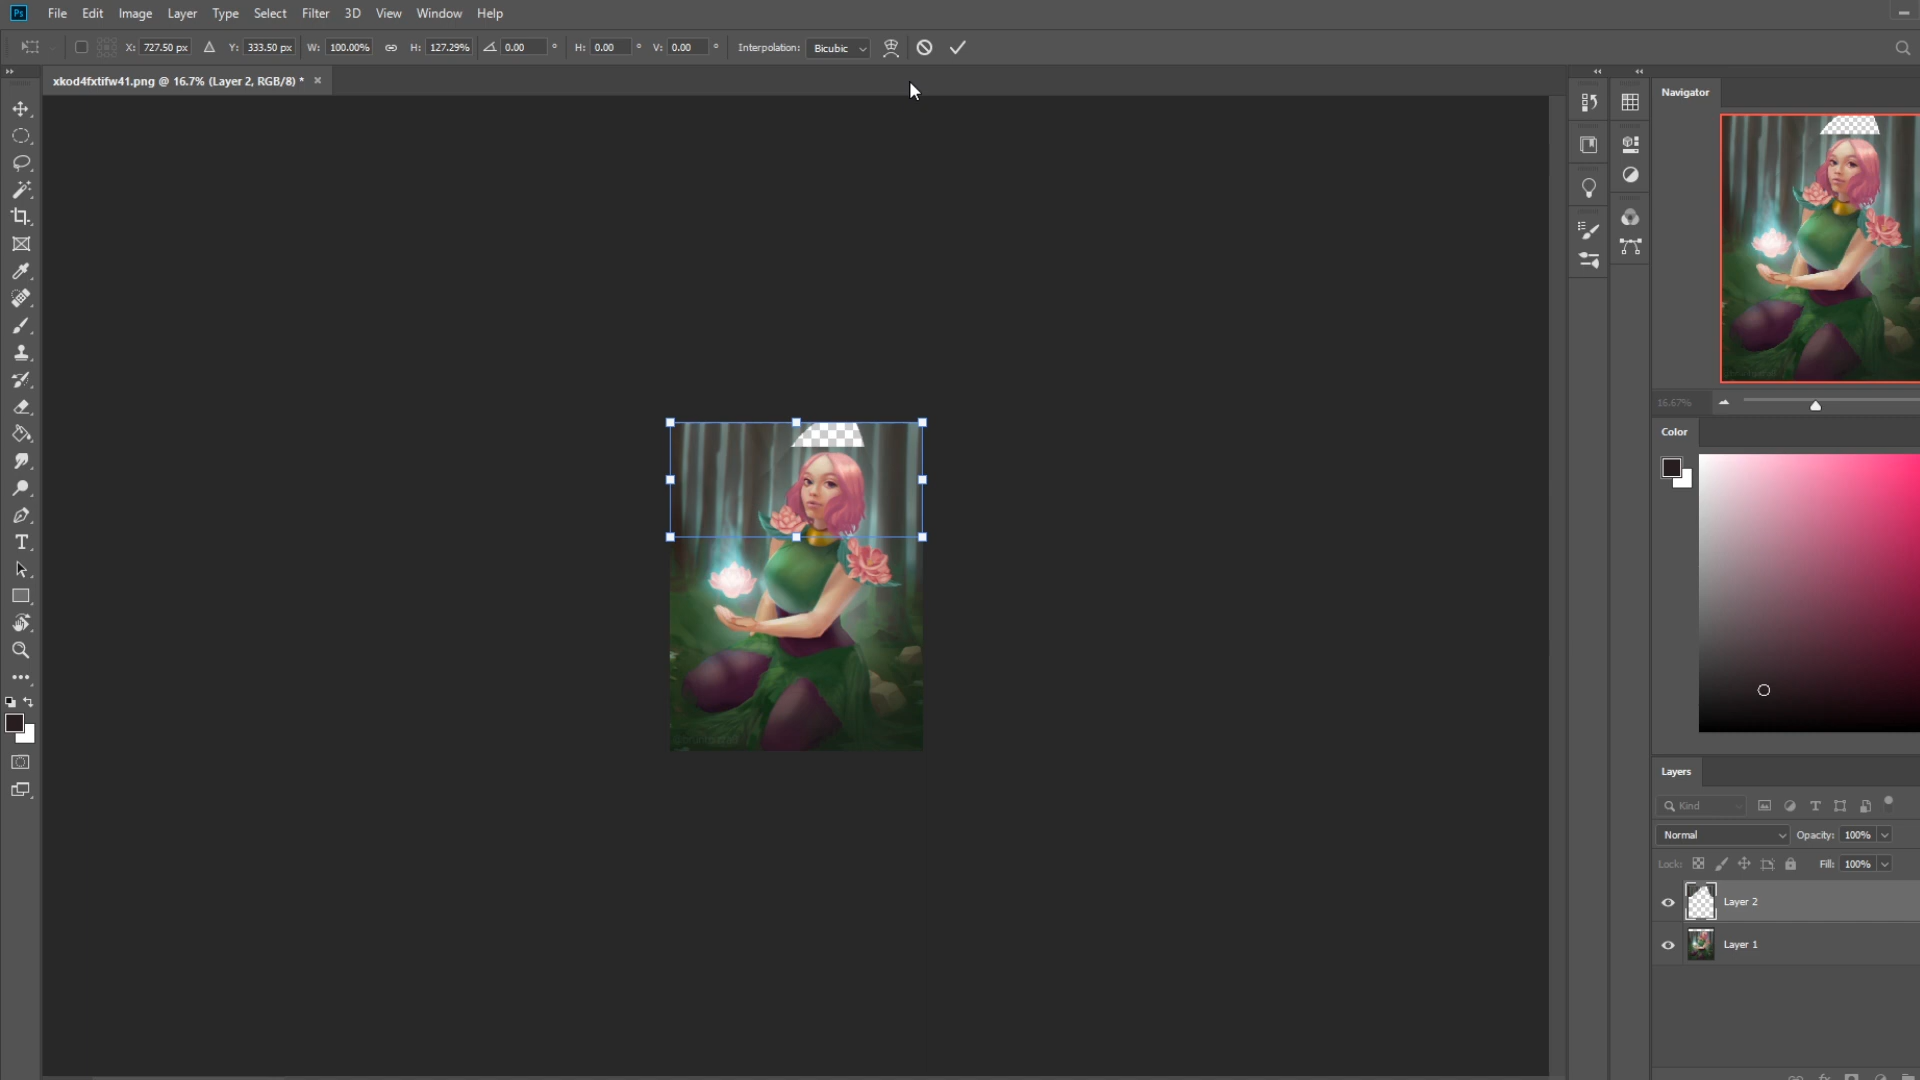 Ps File Edit Image Layer Type Select Filter 3D View Window Help
X: 727.50 px Y: 333.50 px W: 100.00% H: 127.29% 0.00 ° H: 0.00 ° V: 0.00 ° Interpolation: Bicubic
xkod4fxtifw41.png @ 16.7% (Layer 2, RGB/8) *
Navigator
16.67%
Color
Layers
Kind
Normal Opacity: 100%
Lock: Fill: 100%
Layer 2
Layer 1